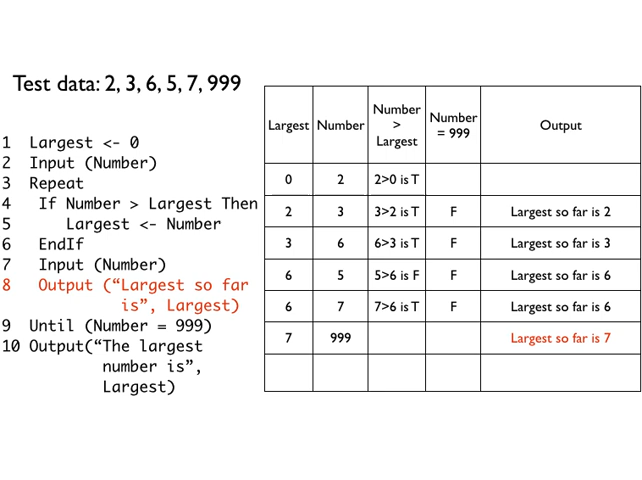 Test data: 2, 3, 6, 5, 7, 999
1 Largest <- 0
2 Input (Number)
3 Repeat
4 If Number > Largest Then
5 Largest <- Number
6 EndIf
7 Input (Number)
8 Output (“Largest so far
is”, Largest)
9 Until (Number = 999)
10 Output(“The largest
number is”,
Largest)
Largest Number Number > Largest Number = 999 Output
0 2 2>0 is T
2 3 3>2 is T F Largest so far is 2
3 6 6>3 is T F Largest so far is 3
6 5 5>6 is F F Largest so far is 6
6 7 7>6 is T F Largest so far is 6
7 999 Largest so far is 7